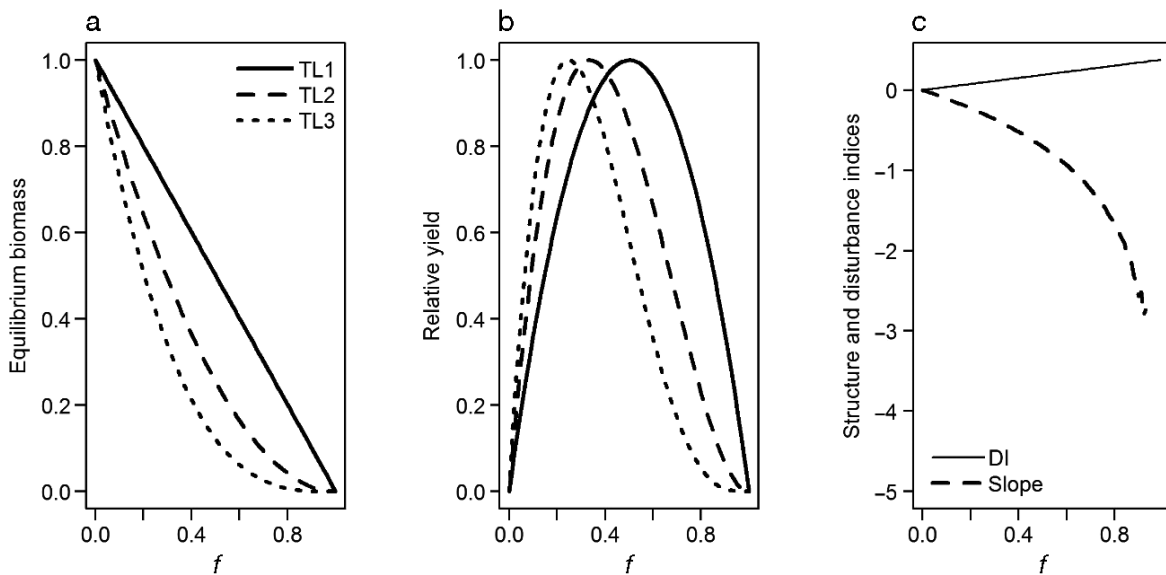 a
Equilibrium biomass
1.0
0.8
0.6
0.4
0.2
0.0
TL1
TL2
TL3
0.0 0.4 0.8
f
b
Relative yield
1.0
0.8
0.6
0.4
0.2
0.0
0.0 0.4 0.8
f
c
Structure and disturbance indices
0
−1
−2
−3
−4
−5
DI
Slope
0.0 0.4 0.8
f